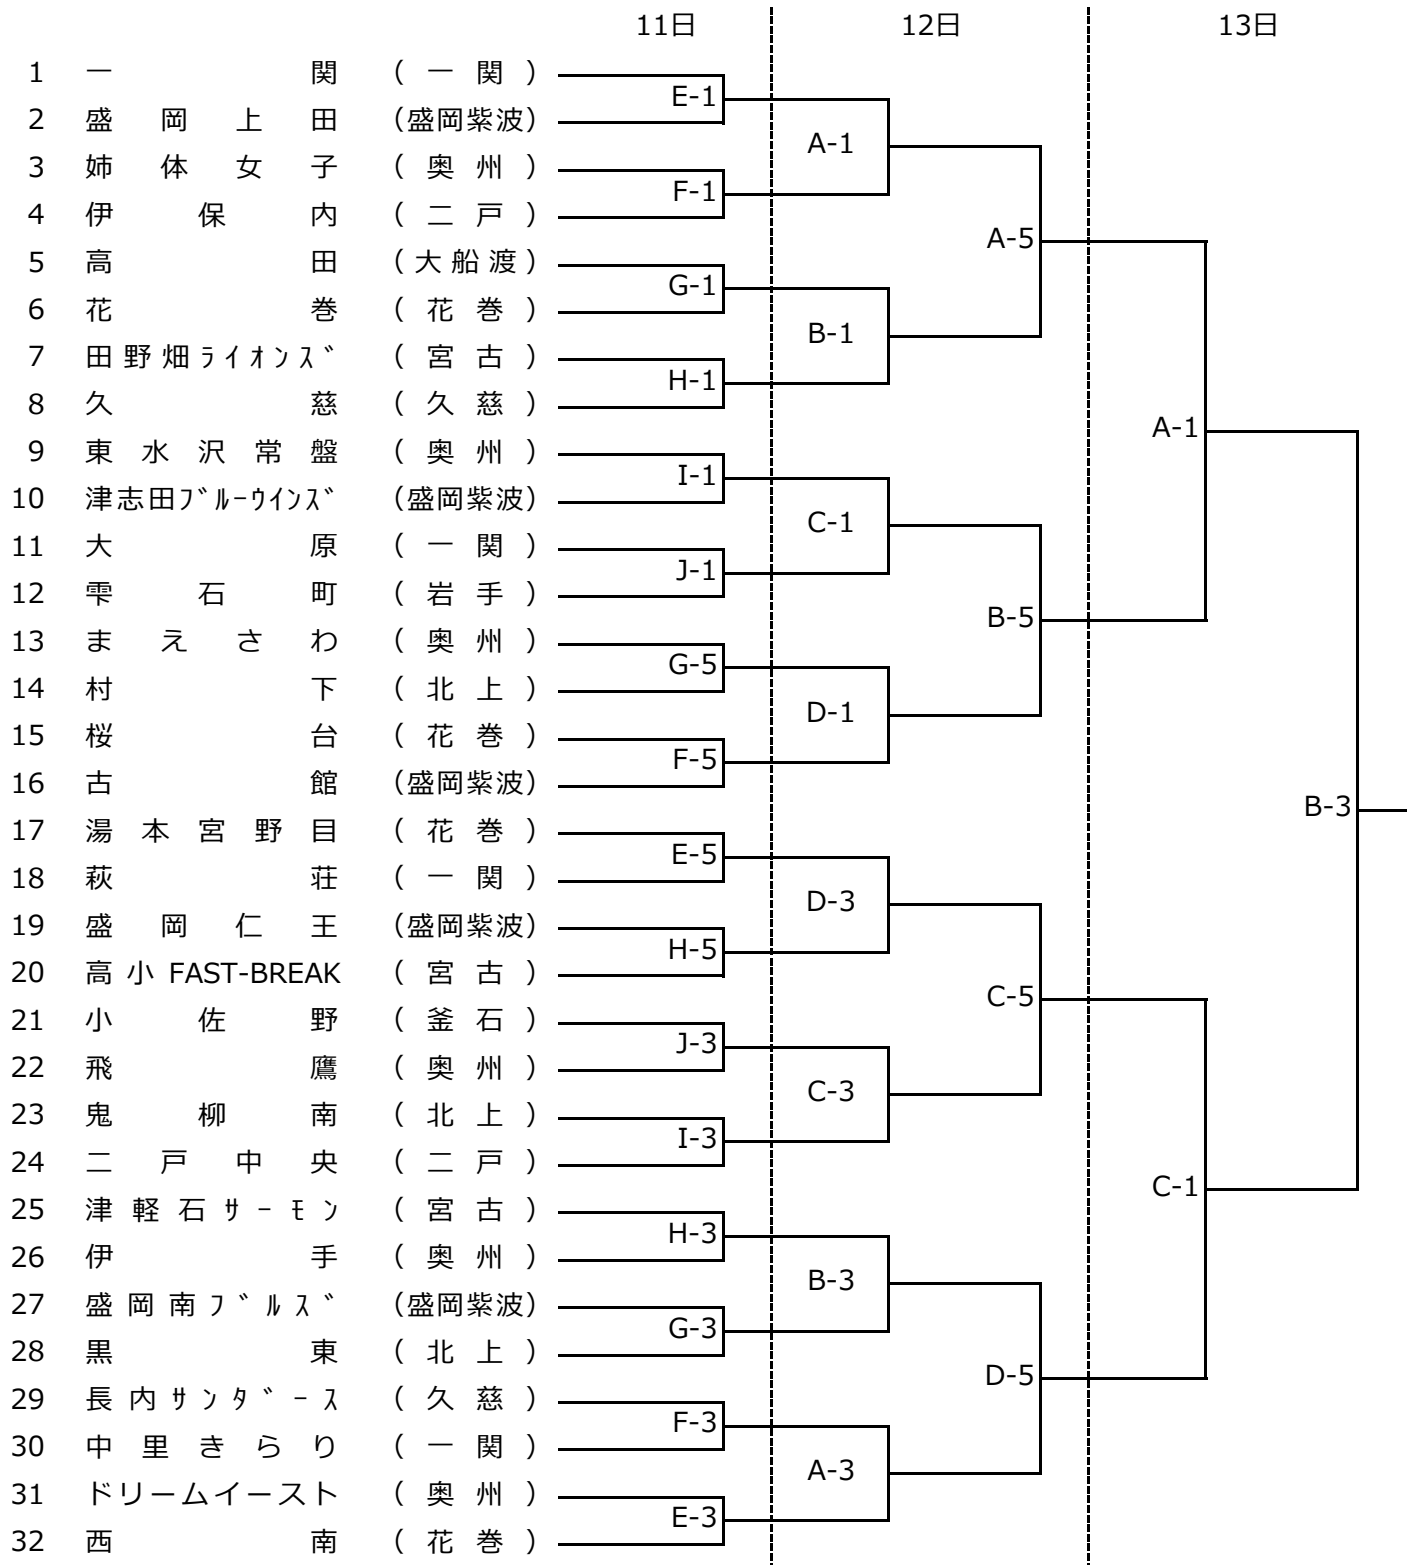 11日 12日 13日
1 一関 (一関)
E-1
2 盛岡上田 (盛岡紫波)
A-1
3 姉体女子 (奥州)
F-1
4 伊保内 (二戸)
A-5
5 高田 (大船渡)
G-1
6 花巻 (花巻)
B-1
7 田野畑ライオンズ (宮古)
H-1
8 久慈 (久慈)
A-1
9 東水沢常盤 (奥州)
I-1
10 津志田ブルーウインズ (盛岡紫波)
C-1
11 大原 (一関)
J-1
12 雫石町 (岩手)
B-5
13 まえさわ (奥州)
G-5
14 村下 (北上)
D-1
15 桜台 (花巻)
F-5
16 古館 (盛岡紫波)
B-3
17 湯本宮野目 (花巻)
E-5
18 萩荘 (一関)
D-3
19 盛岡仁王 (盛岡紫波)
H-5
20 高小FAST-BREAK (宮古)
C-5
21 小佐野 (釜石)
J-3
22 飛鷹 (奥州)
C-3
23 鬼柳南 (北上)
I-3
24 二戸中央 (二戸)
C-1
25 津軽石サーモン (宮古)
H-3
26 伊手 (奥州)
B-3
27 盛岡南ブルズ (盛岡紫波)
G-3
28 黒東 (北上)
D-5
29 長内サンダース (久慈)
F-3
30 中里きらり (一関)
A-3
31 ドリームイースト (奥州)
E-3
32 西南 (花巻)